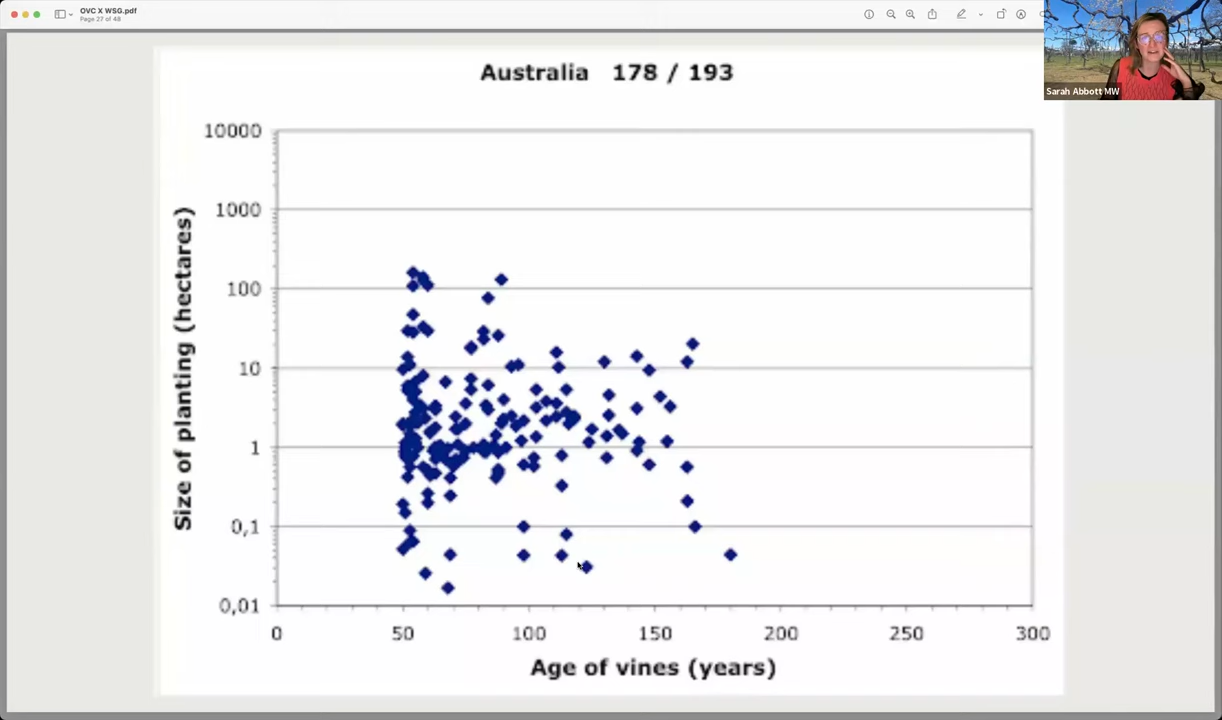 OVC X WSG.pdf
Page 27 of 48
Sarah Abbott MW
Australia 178 / 193
Size of planting (hectares)
10000
1000
100
10
1
0,1
0,01
0 50 100 150 200 250 300
Age of vines (years)